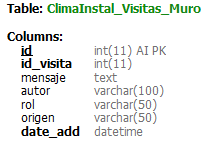 Table: ClimaInstal_Visitas_Muro
Columns:
id int(11) AI PK
id_visita int(11)
mensaje text
autor varchar(100)
rol varchar(50)
origen varchar(50)
date_add datetime